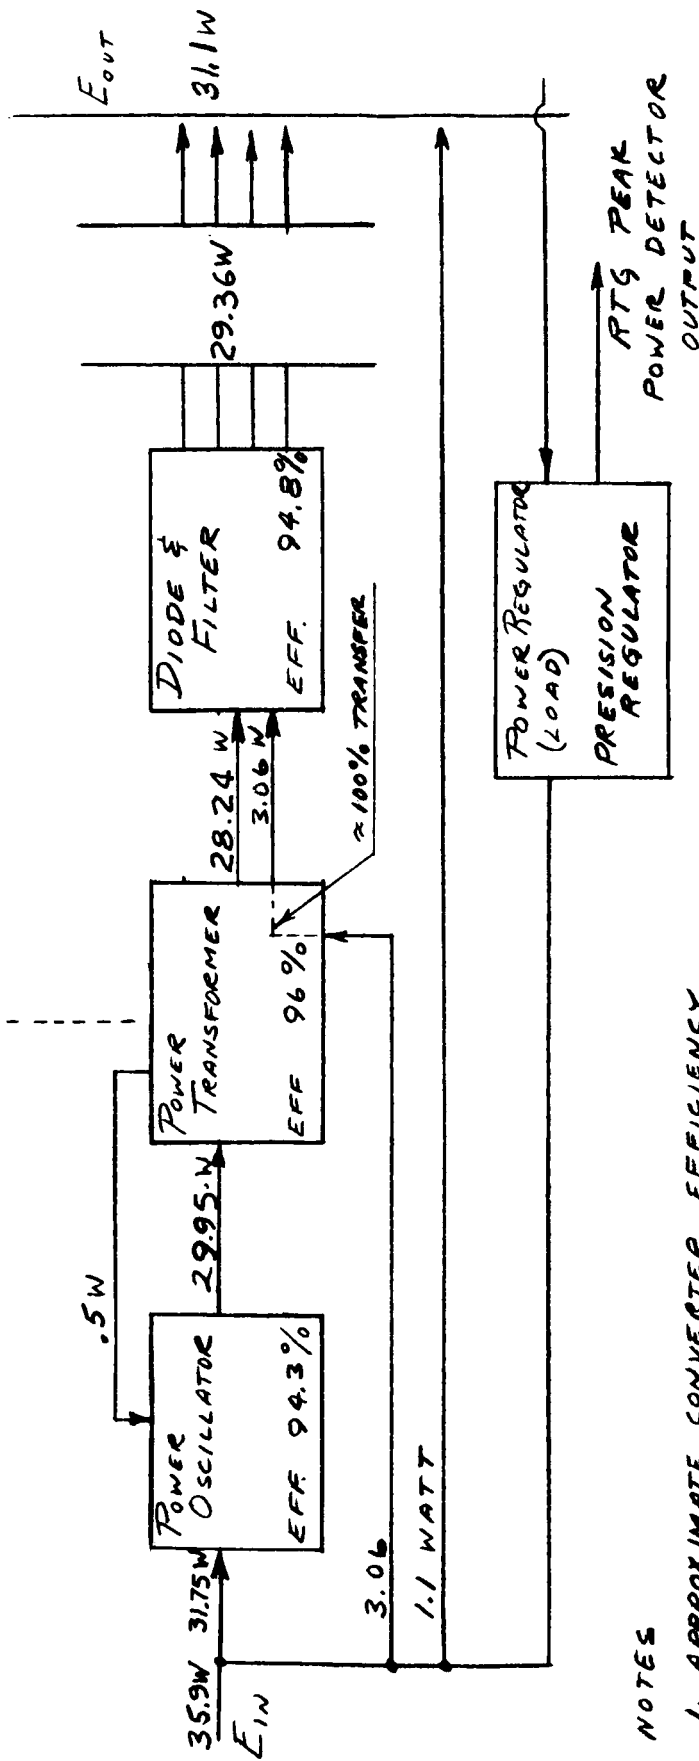 35.9W
E IN
31.75W
POWER
OSCILLATOR
EFF. 94.3%
.5W
29.95.W
POWER
TRANSFORMER
EFF 96%
28.24 W
3.06 W
≈100% TRANSFER
DIODE &
FILTER
EFF. 94.8%
29.36W
E OUT
31.1W
3.06
1.1 WATT
POWER REGULATOR
(LOAD)
PRESISION
REGULATOR
RTG PEAK
POWER DETECTOR
OUTPUT
NOTES
1. APPROXIMATE CONVERTER EFFICIENCY